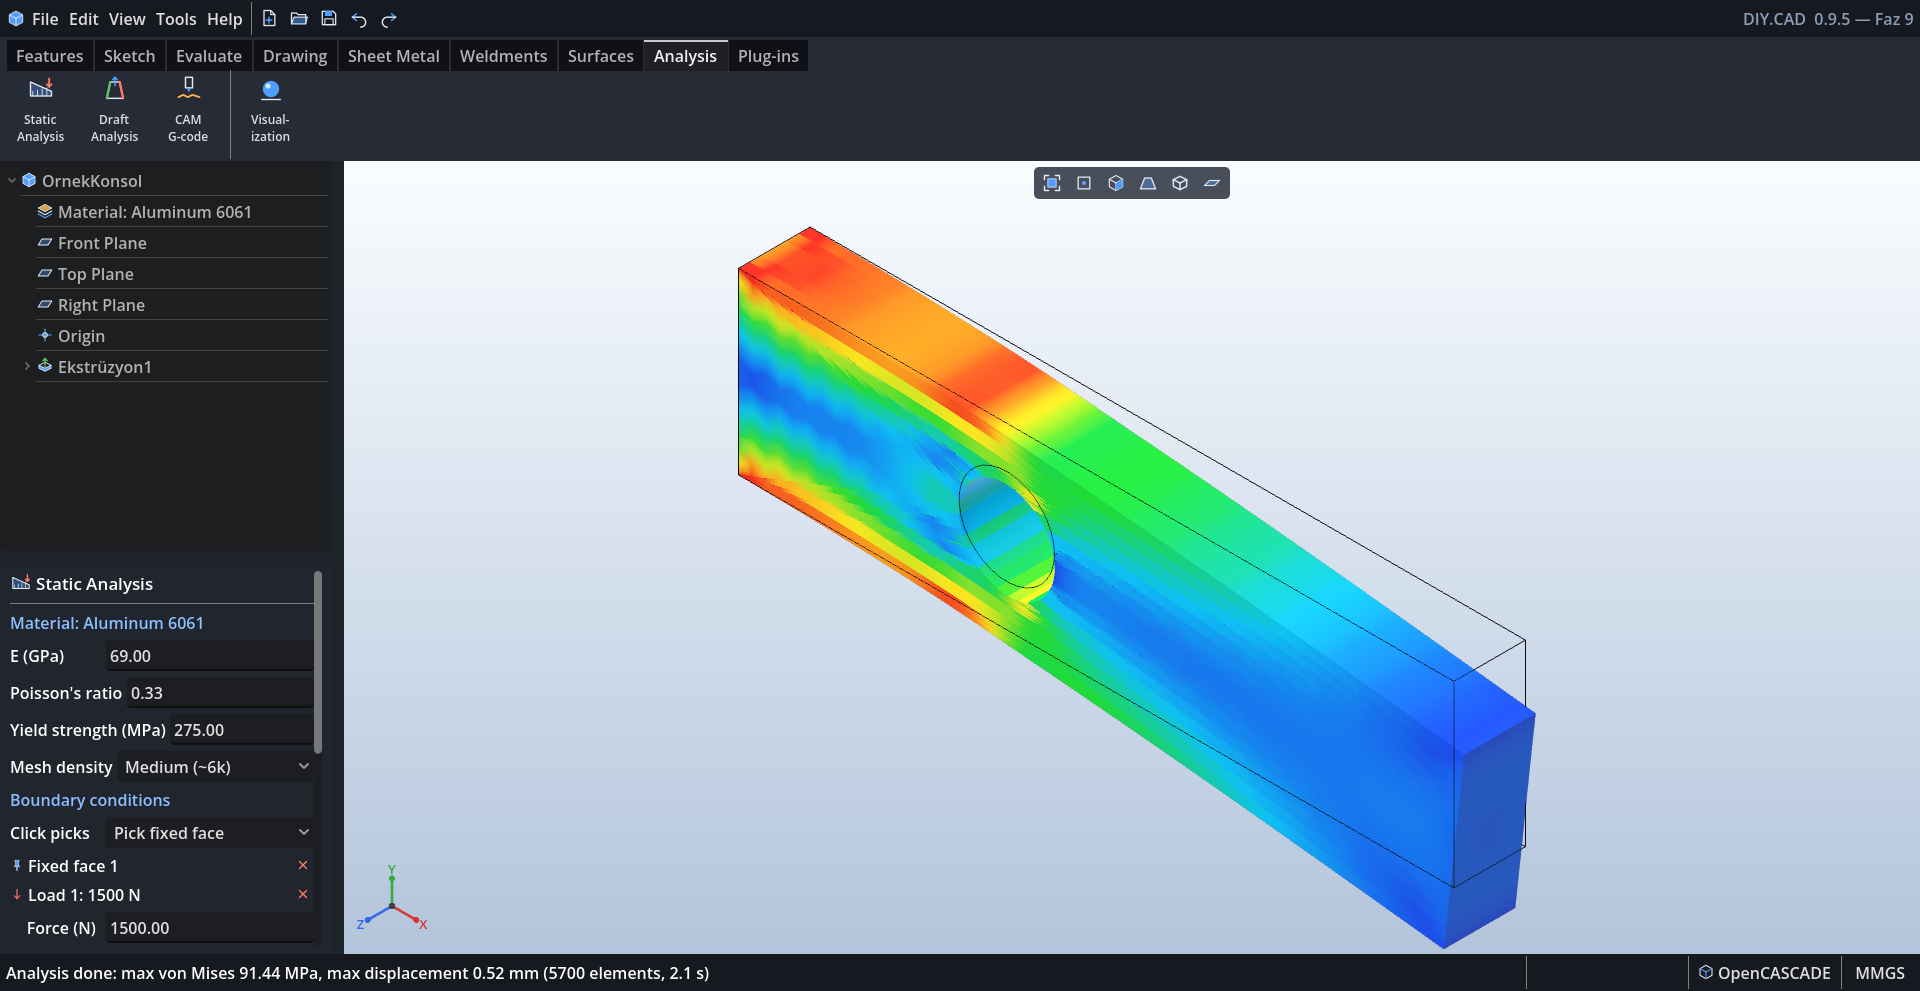 File Edit View Tools Help
DIY.CAD 0.9.5 — Faz 9
Features Sketch Evaluate Drawing Sheet Metal Weldments Surfaces Analysis Plug-ins
Static Analysis
Draft Analysis
CAM G-code
Visual-ization
OrnekKonsol
Material: Aluminum 6061
Front Plane
Top Plane
Right Plane
Origin
Ekstrüzyon1
Static Analysis
Material: Aluminum 6061
E (GPa) 69.00
Poisson's ratio 0.33
Yield strength (MPa) 275.00
Mesh density Medium (~6k)
Boundary conditions
Click picks Pick fixed face
Fixed face 1
Load 1: 1500 N
Force (N) 1500.00
Y
Z
X
Analysis done: max von Mises 91.44 MPa, max displacement 0.52 mm (5700 elements, 2.1 s)
OpenCASCADE
MMGS